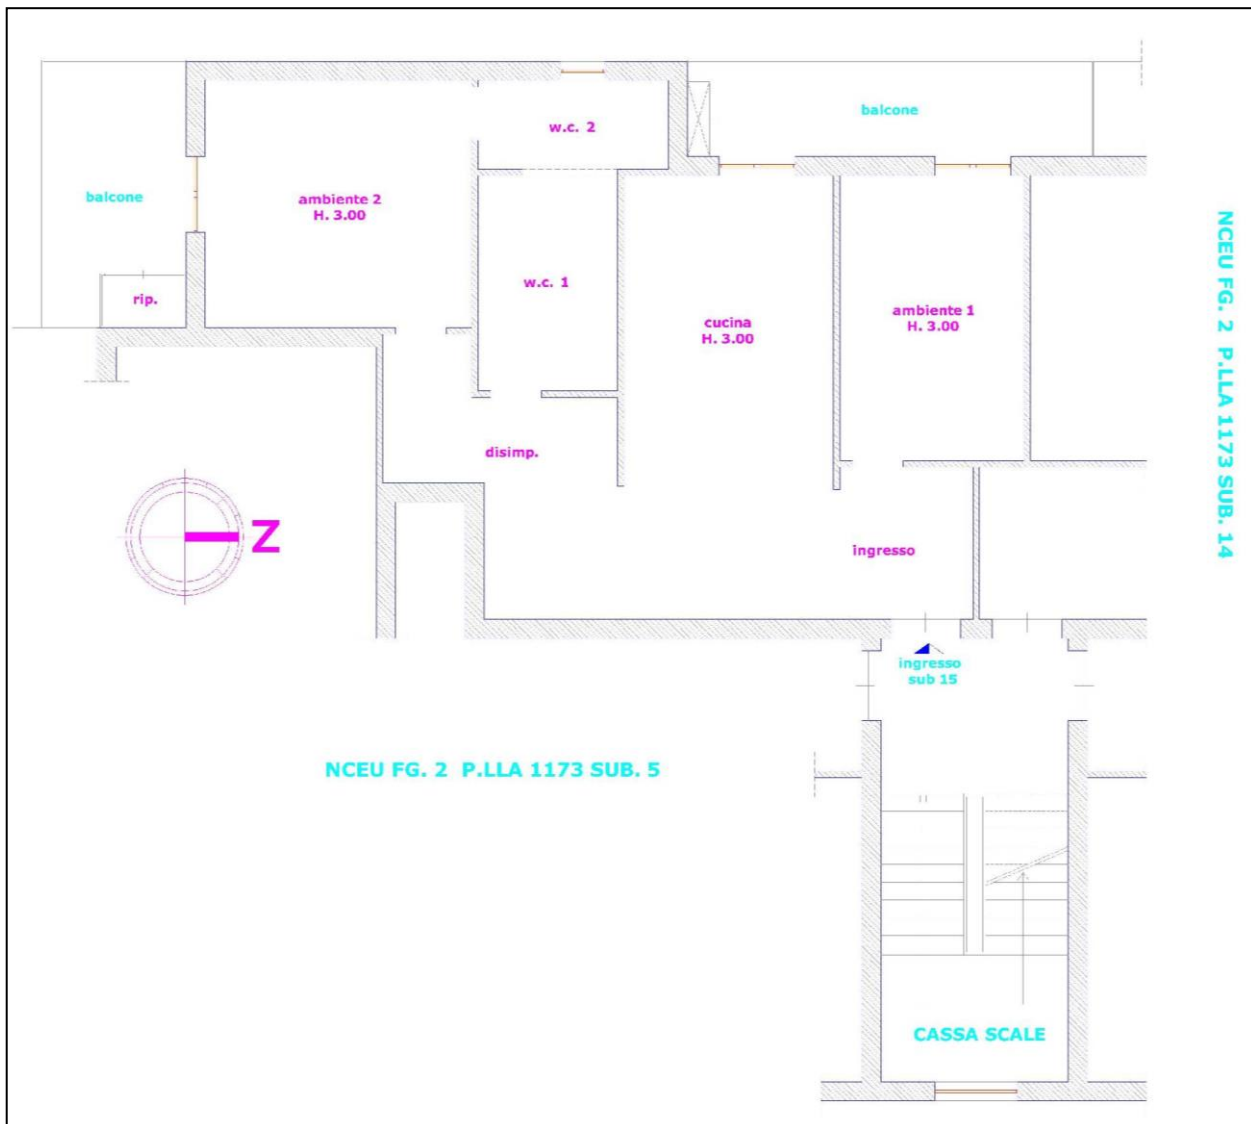 balcone
w.c. 2
balcone
ambiente 2
H. 3.00
w.c. 1
rip.
cucina
H. 3.00
ambiente 1
H. 3.00
NCEU FG. 2 P.LLA 1173 SUB. 14
disimp.
N
ingresso
ingresso
sub 15
NCEU FG. 2 P.LLA 1173 SUB. 5
CASSA SCALE